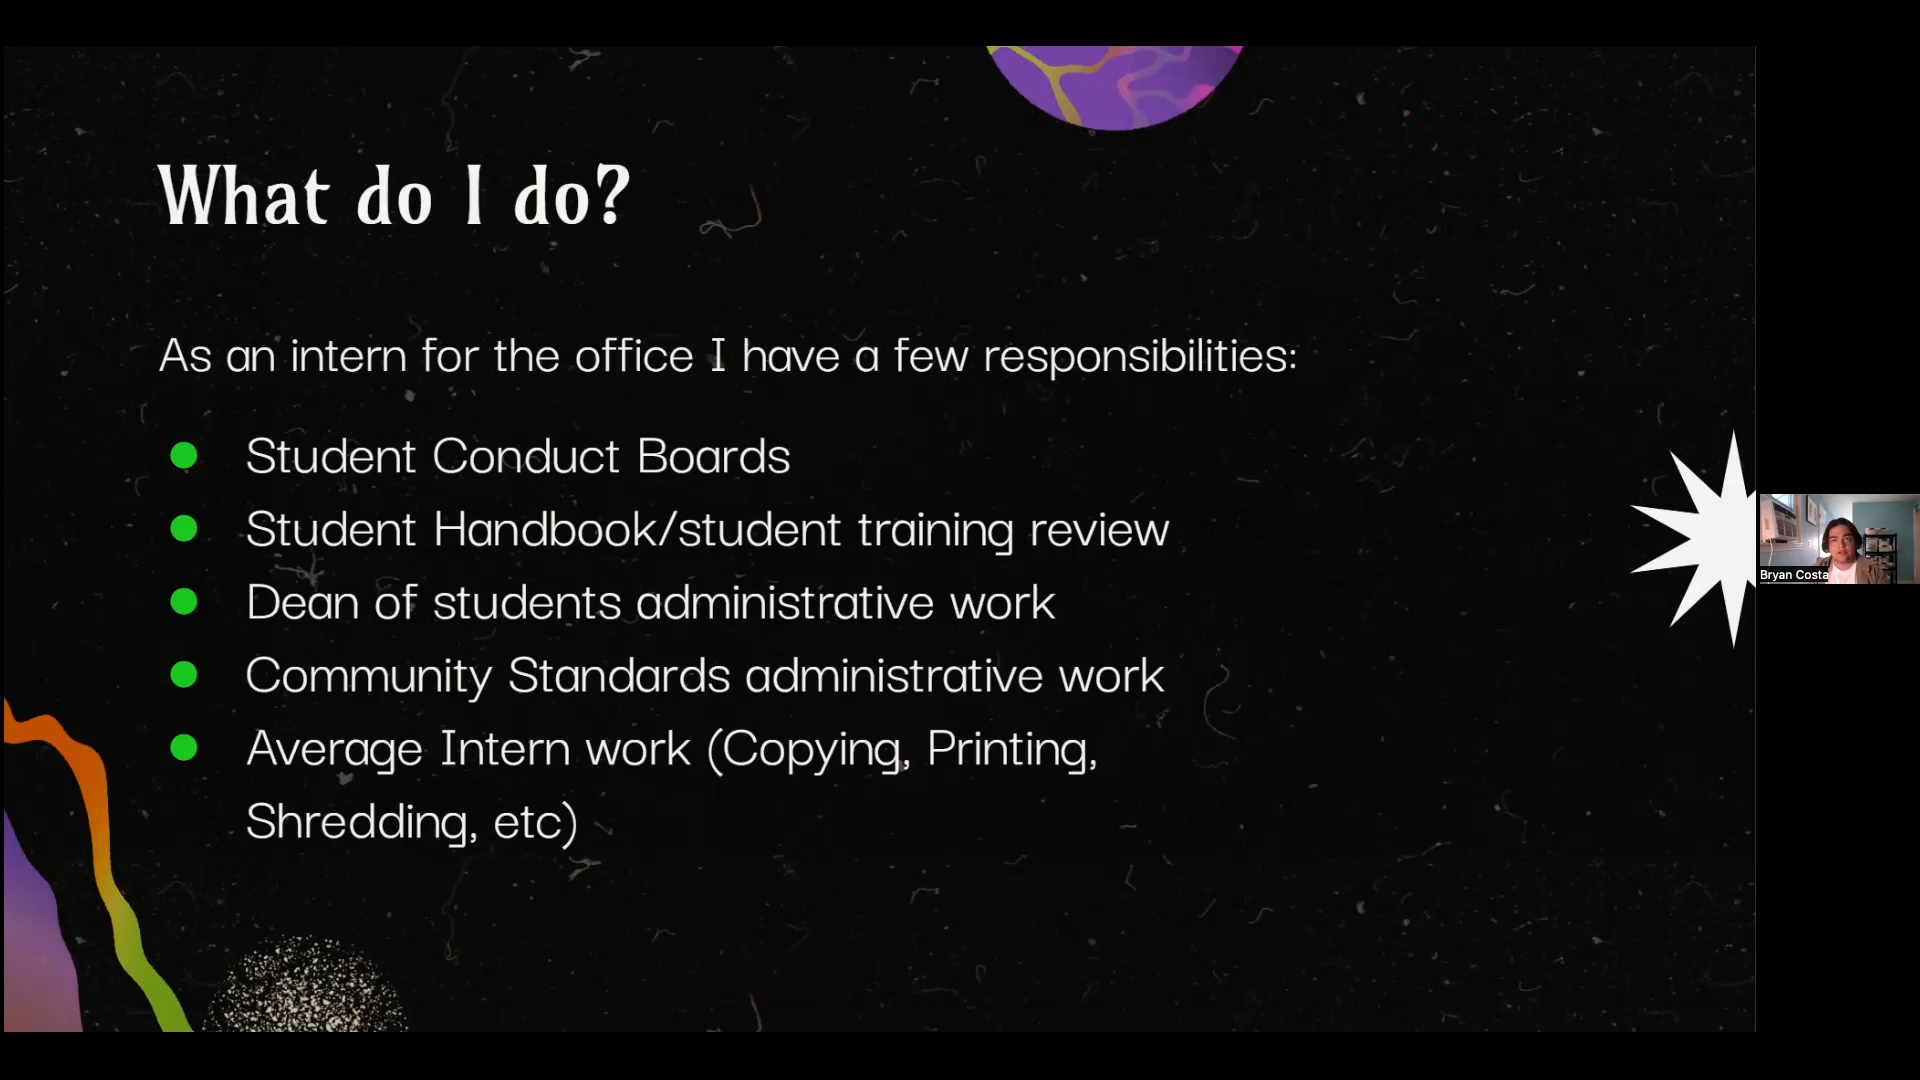 What do I do?
As an intern for the office I have a few responsibilities:
Student Conduct Boards
Student Handbook/student training review
Dean of students administrative work
Community Standards administrative work
Average Intern work (Copying, Printing,
Shredding, etc)
Bryan Costa